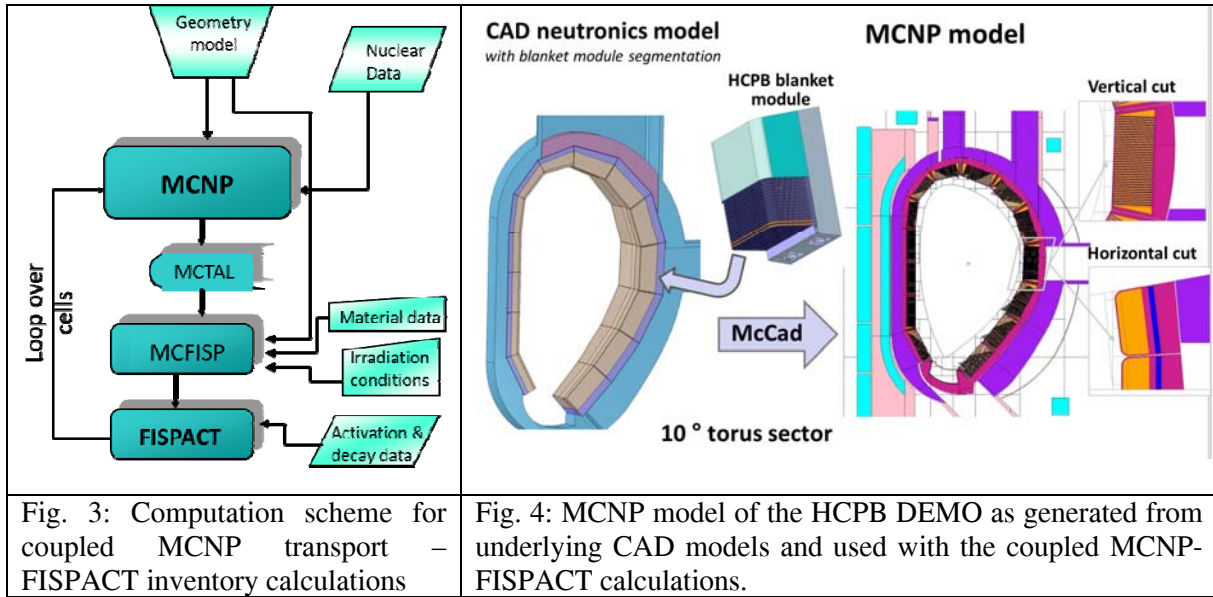 Geometry
model
Nuclear
Data
MCNP
MCTAL
Loop over
cells
Material data
MCFISP
Irradiation
conditions
FISPACT
Activation &
decay data
CAD neutronics model
with blanket module segmentation
MCNP model
HCPB blanket
module
Vertical cut
Horizontal cut
McCad
10 ° torus sector
Fig. 3: Computation scheme for
coupled MCNP transport –
FISPACT inventory calculations
Fig. 4: MCNP model of the HCPB DEMO as generated from
underlying CAD models and used with the coupled MCNP-
FISPACT calculations.